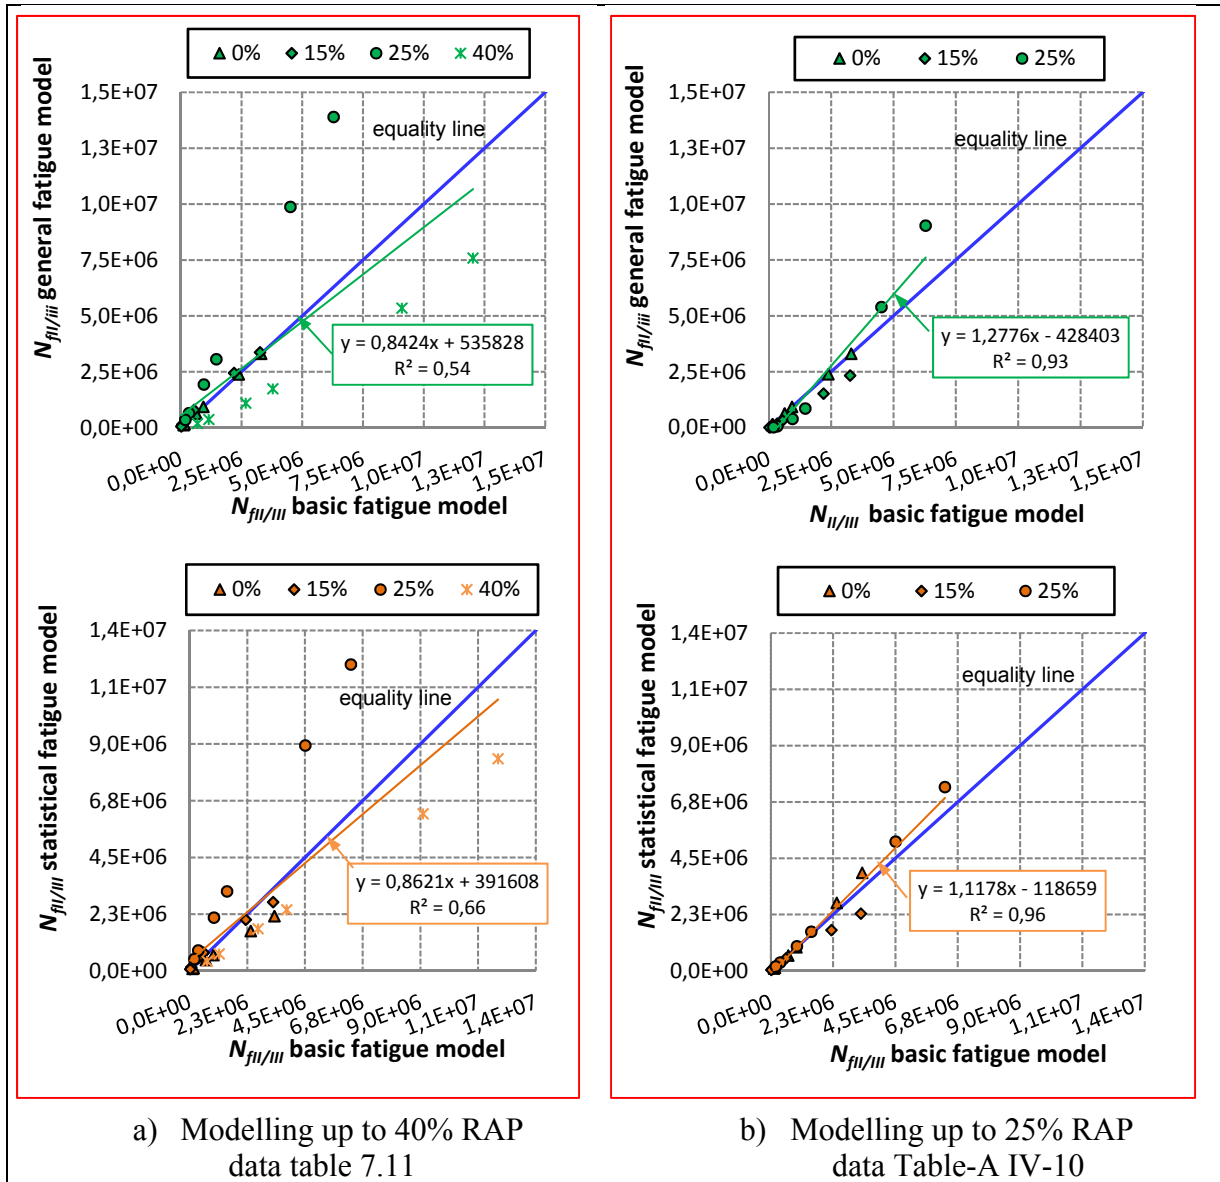 0% 15% 25% 40%
N_fII/iii general fatigue model
1,5E+07
1,3E+07
1,0E+07
7,5E+06
5,0E+06
2,5E+06
0,0E+00
equality line
y = 0,8424x + 535828
R² = 0,54
0,0E+00 2,5E+06 5,0E+06 7,5E+06 1,0E+07 1,3E+07 1,5E+07
N_fII/III basic fatigue model
0% 15% 25%
N_fII/iii general fatigue model
1,5E+07
1,3E+07
1,0E+07
7,5E+06
5,0E+06
2,5E+06
0,0E+00
equality line
y = 1,2776x - 428403
R² = 0,93
0,0E+00 2,5E+06 5,0E+06 7,5E+06 1,0E+07 1,3E+07 1,5E+07
N_II/III basic fatigue model
0% 15% 25% 40%
N_fII/III statistical fatigue model
1,4E+07
1,1E+07
9,0E+06
6,8E+06
4,5E+06
2,3E+06
0,0E+00
equality line
y = 0,8621x + 391608
R² = 0,66
0,0E+00 2,3E+06 4,5E+06 6,8E+06 9,0E+06 1,1E+07 1,4E+07
N_fII/III basic fatigue model
0% 15% 25%
N_fII/III statistical fatigue model
1,4E+07
1,1E+07
9,0E+06
6,8E+06
4,5E+06
2,3E+06
0,0E+00
equality line
y = 1,1178x - 118659
R² = 0,96
0,0E+00 2,3E+06 4,5E+06 6,8E+06 9,0E+06 1,1E+07 1,4E+07
N_fII/III basic fatigue model
a) Modelling up to 40% RAP
data table 7.11
b) Modelling up to 25% RAP
data Table-A IV-10